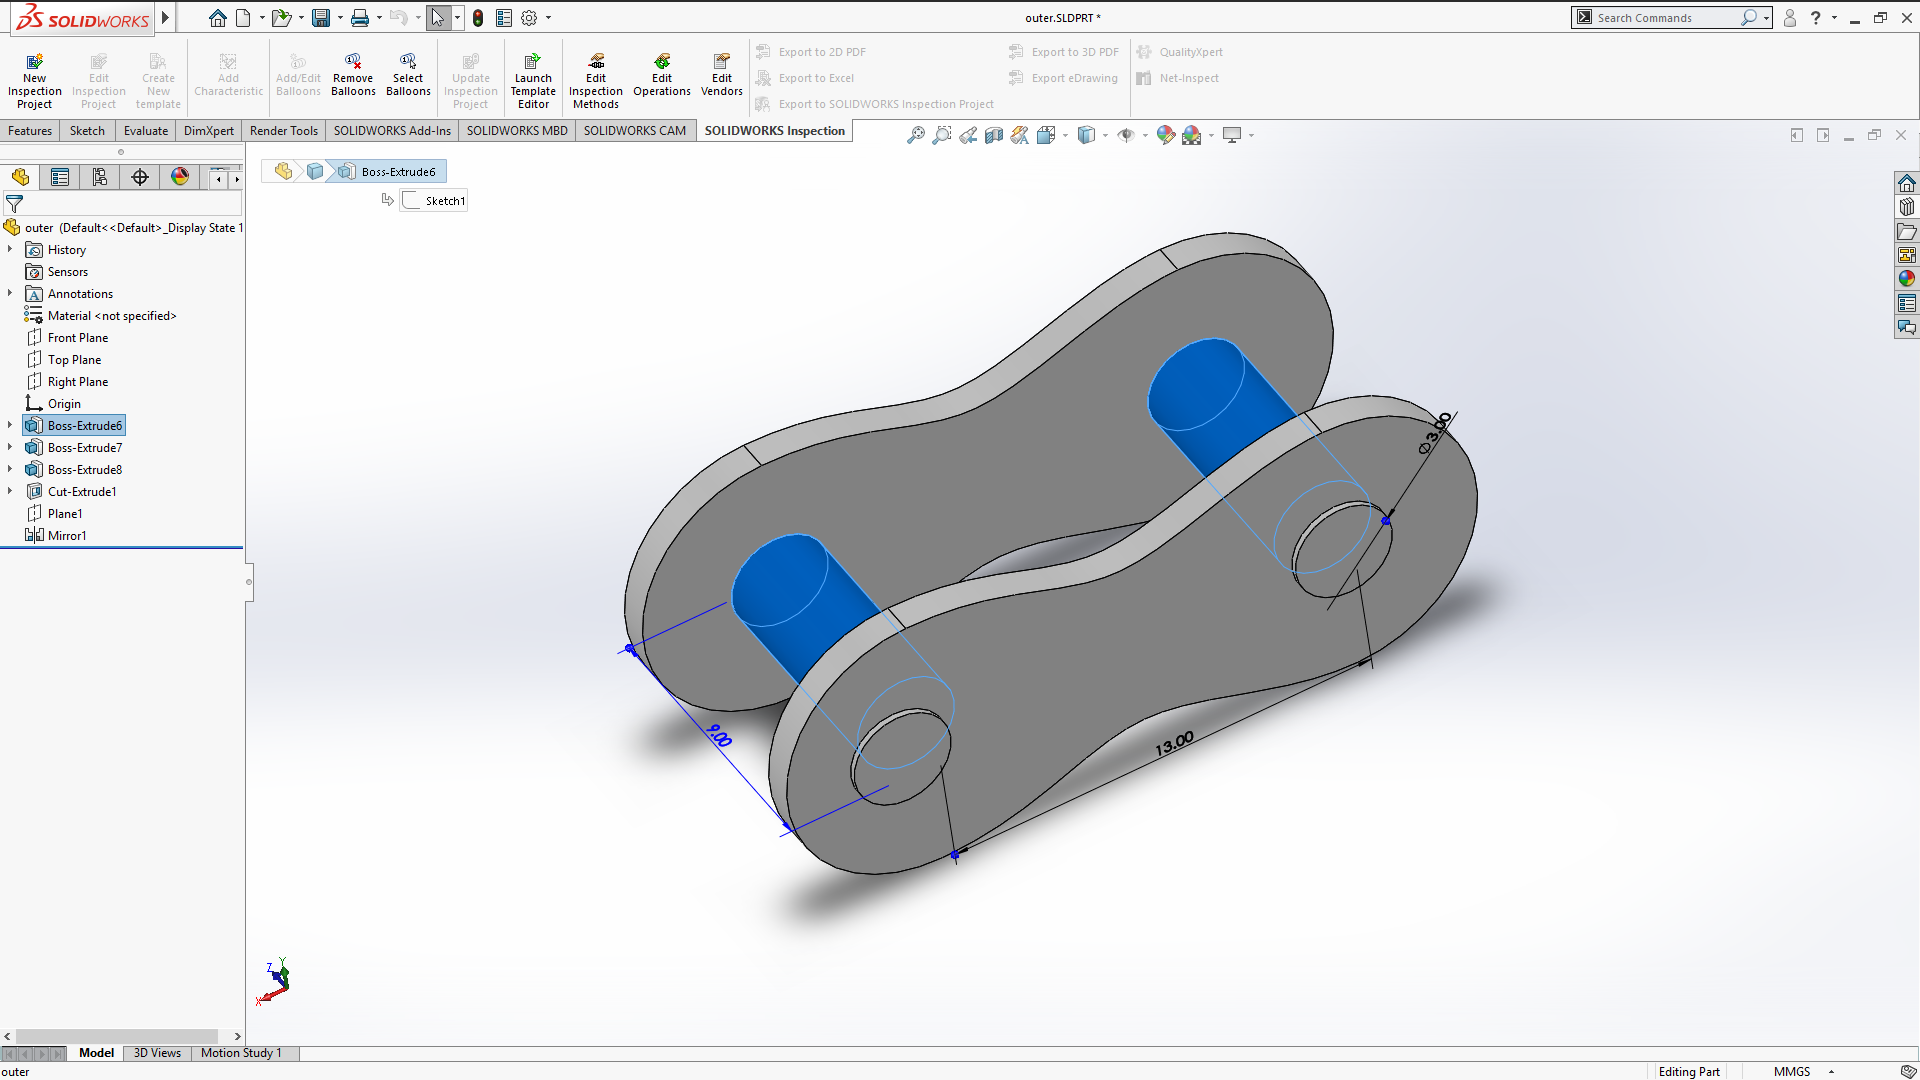 SOLIDWORKS
outer.SLDPRT *
Search Commands
?
New Inspection Project
Edit Inspection Project
Create New template
Add Characteristic
Add/Edit Balloons
Remove Balloons
Select Balloons
Update Inspection Project
Launch Template Editor
Edit Inspection Methods
Edit Operations
Edit Vendors
Export to 2D PDF
Export to Excel
Export to SOLIDWORKS Inspection Project
Export to 3D PDF
Export eDrawing
QualityXpert
Net-Inspect
Features
Sketch
Evaluate
DimXpert
Render Tools
SOLIDWORKS Add-Ins
SOLIDWORKS MBD
SOLIDWORKS CAM
SOLIDWORKS Inspection
Boss-Extrude6
Sketch1
outer (Default<<Default>_Display State 1
History
Sensors
Annotations
Material <not specified>
Front Plane
Top Plane
Right Plane
Origin
Boss-Extrude6
Boss-Extrude7
Boss-Extrude8
Cut-Extrude1
Plane1
Mirror1
Ø3.00
9.00
13.00
Y
Z
X
Model
3D Views
Motion Study 1
outer
Editing Part
MMGS